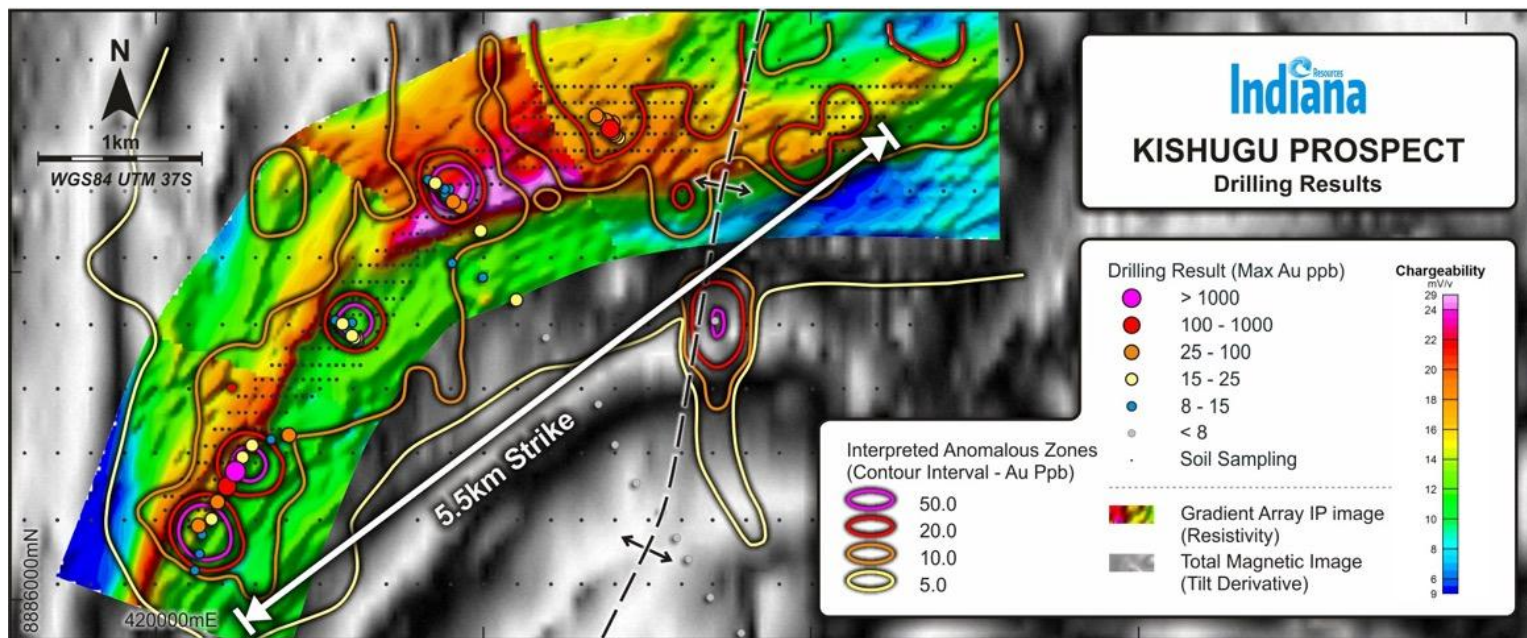 N
1km
WGS84 UTM 37S
8886000mN
420000mE
5.5km Strike
Indiana
Resources
KISHUGU PROSPECT
Drilling Results
Interpreted Anomalous Zones
(Contour Interval - Au Ppb)
50.0
20.0
10.0
5.0
Drilling Result (Max Au ppb)
> 1000
100 - 1000
25 - 100
15 - 25
8 - 15
< 8
Soil Sampling
Gradient Array IP image
(Resistivity)
Total Magnetic Image
(Tilt Derivative)
Chargeability
mV/v
29
24
22
20
18
15
14
12
10
8
6
9